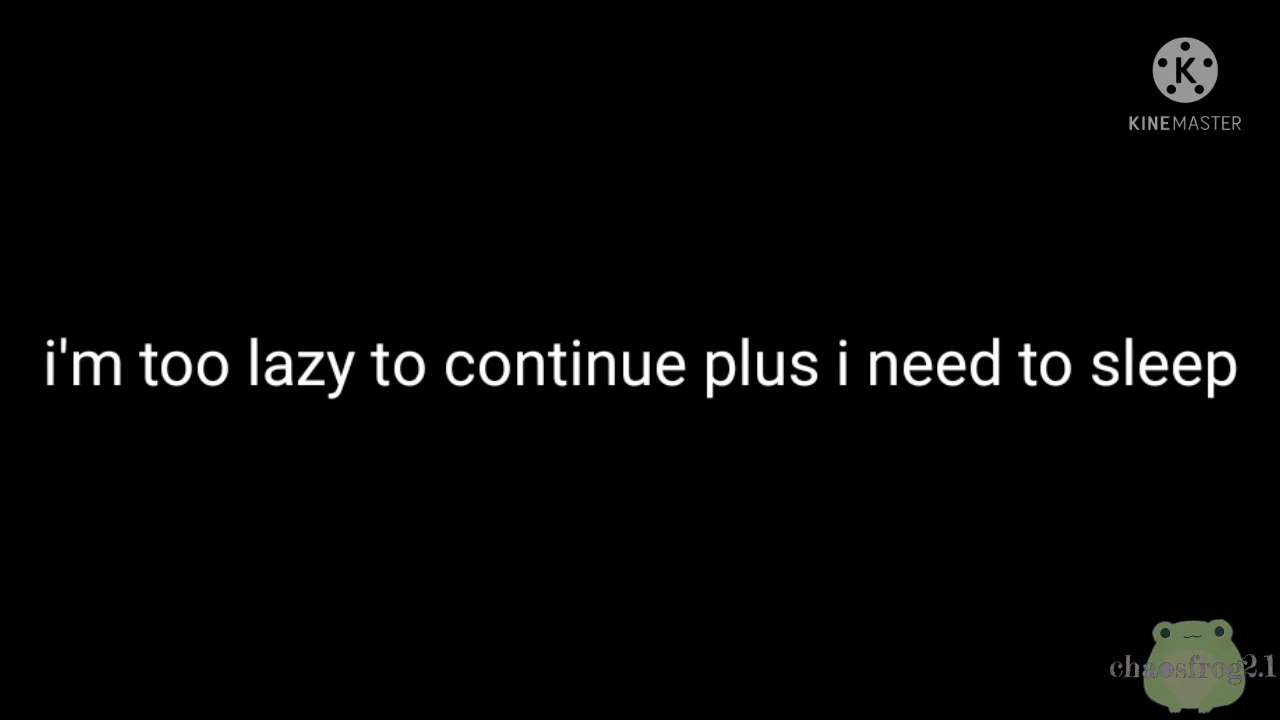 K
KINEMASTER
i'm too lazy to continue plus i need to sleep
chaosfrog2.1